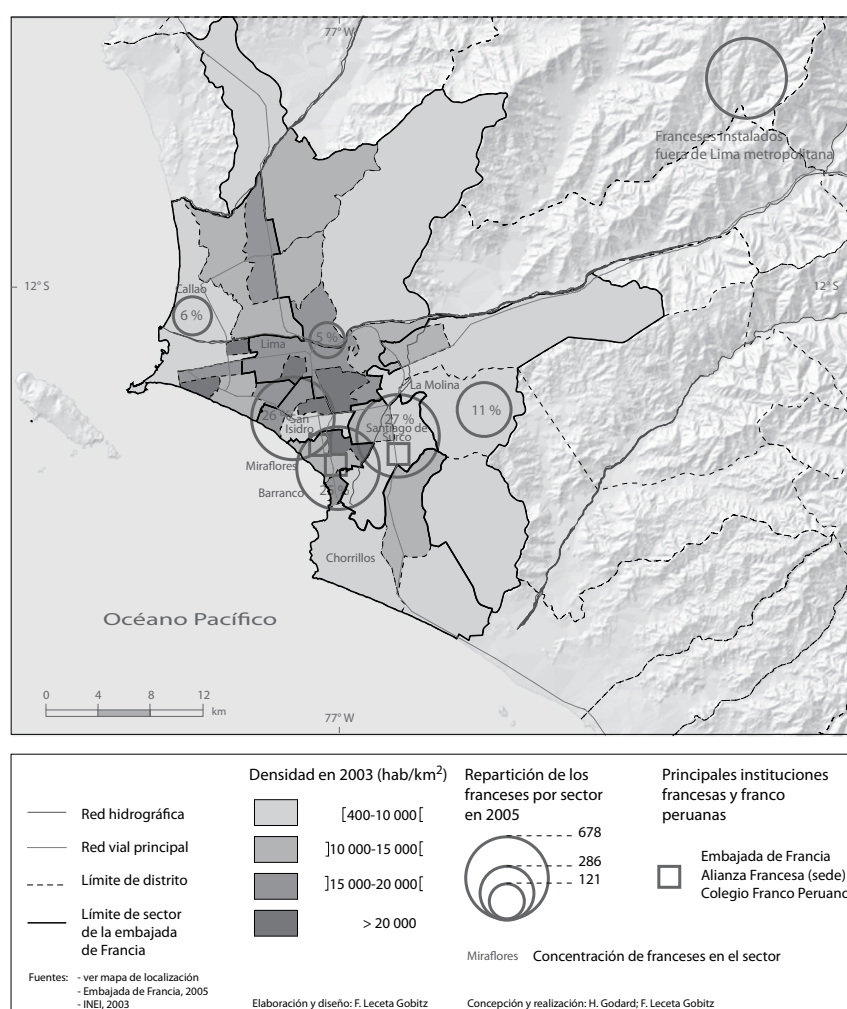 77° W
Franceses instalados
fuera de Lima metropolitana
12° S
12° S
Callao
6 %
5 %
Lima
La Molina
11 %
26
San
Isidro
27 %
Santiago de
Surco
Miraflores
Barranco
Chorrillos
Océano Pacífico
0 4 8 12
km
77° W
Red hidrográfica
Red vial principal
Límite de distrito
Límite de sector
de la embajada
de Francia
Densidad en 2003 (hab/km2)
[400-10 000[
]10 000-15 000[
]15 000-20 000[
> 20 000
Repartición de los
franceses por sector
en 2005
678
286
121
Principales instituciones
francesas y franco
peruanas
Embajada de Francia
Alianza Francesa (sede)
Colegio Franco Peruano
Miraflores Concentración de franceses en el sector
Fuentes: - ver mapa de localización
- Embajada de Francia, 2005
- INEI, 2003
Elaboración y diseño: F. Leceta Gobitz
Concepción y realización: H. Godard; F. Leceta Gobitz